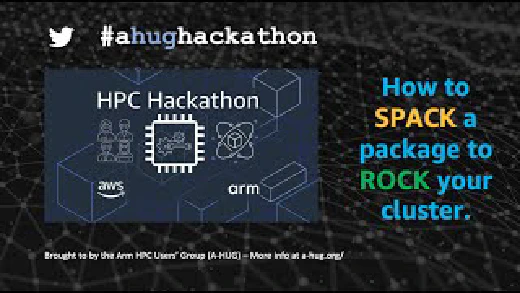 #ahughackathon
HPC Hackathon
aws
arm
How to
SPACK a
package to
ROCK your
cluster.
Brought to by the Arm HPC Users' Group (A-HUG) – More info at a-hug.org/